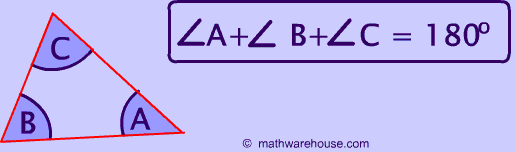 ∠A+∠ B+∠C = 180º
C
B
A
© mathwarehouse.com